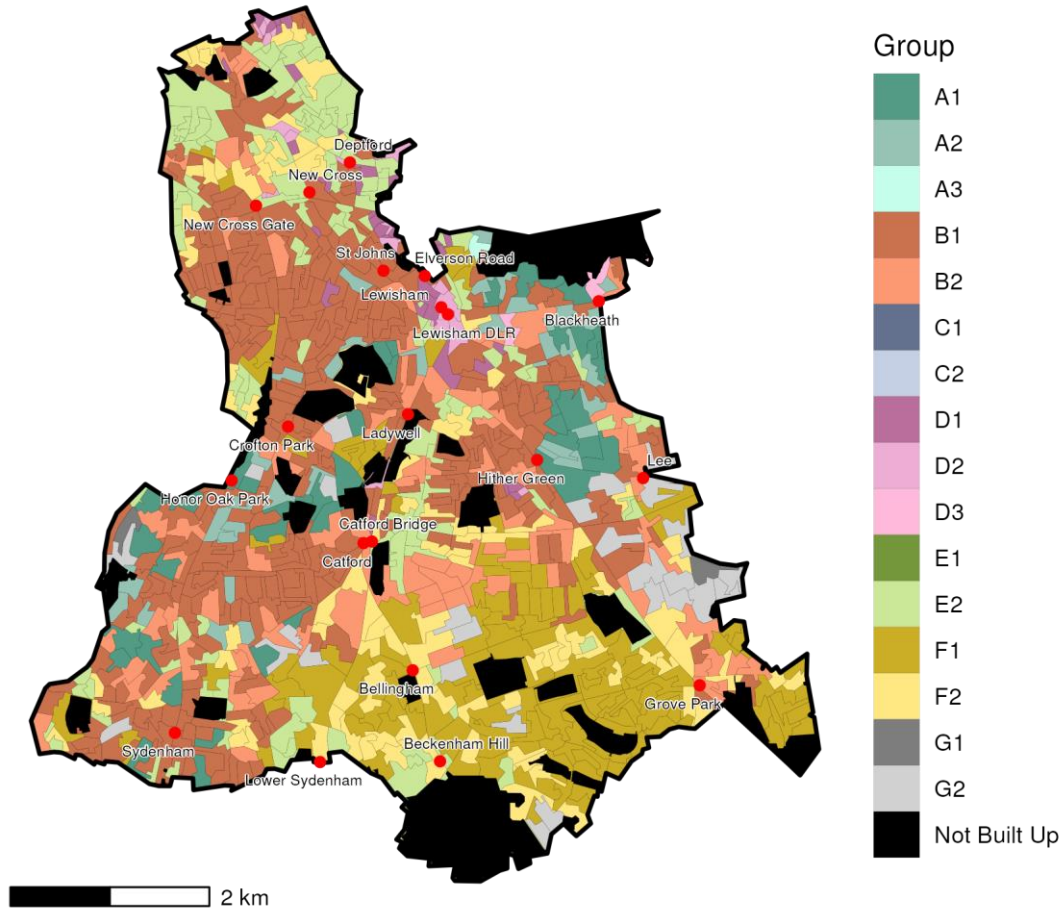 Group
A1
A2
A3
B1
B2
C1
C2
D1
D2
D3
E1
E2
F1
F2
G1
G2
Not Built Up
Deptford
New Cross
New Cross Gate
St Johns
Elverson Road
Lewisham
Lewisham DLR
Blackheath
Ladywell
Crofton Park
Lee
Hither Green
Honor Oak Park
Catford Bridge
Catford
Bellingham
Grove Park
Sydenham
Beckenham Hill
Lower Sydenham
2 km